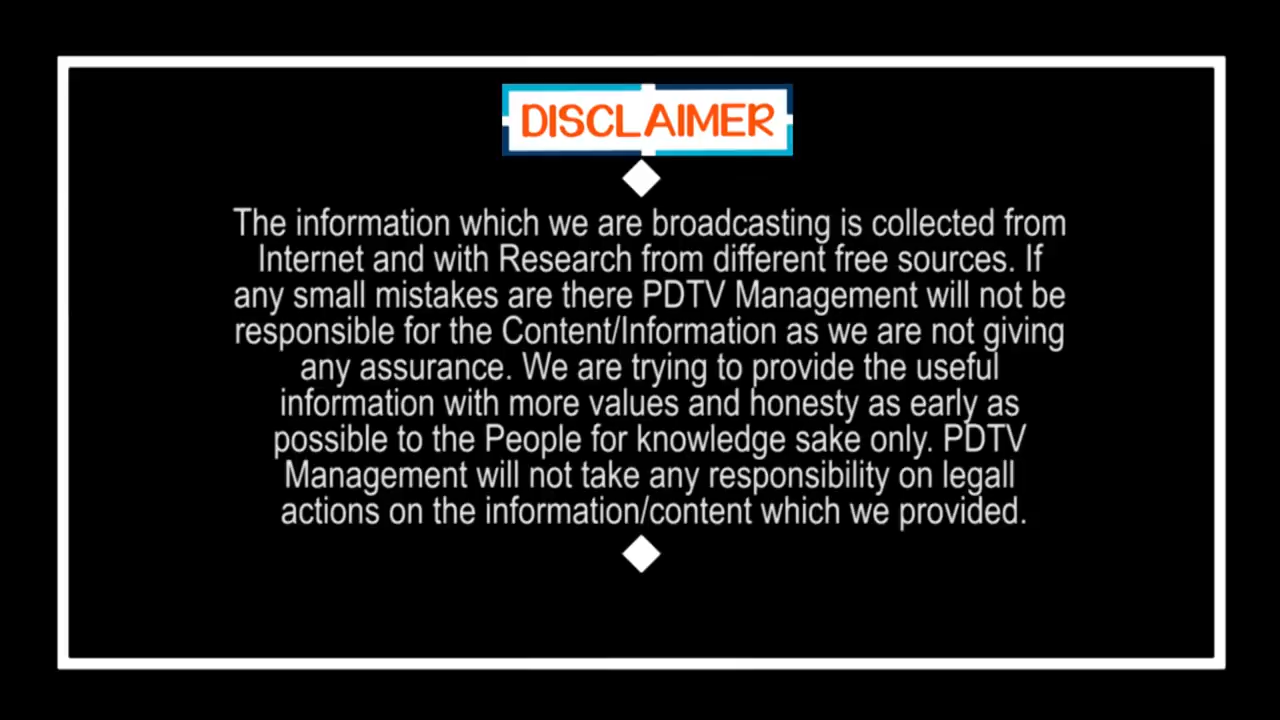 DISCLAIMER
The information which we are broadcasting is collected from
Internet and with Research from different free sources. If
any small mistakes are there PDTV Management will not be
responsible for the Content/Information as we are not giving
any assurance. We are trying to provide the useful
information with more values and honesty as early as
possible to the People for knowledge sake only. PDTV
Management will not take any responsibility on legall
actions on the information/content which we provided.